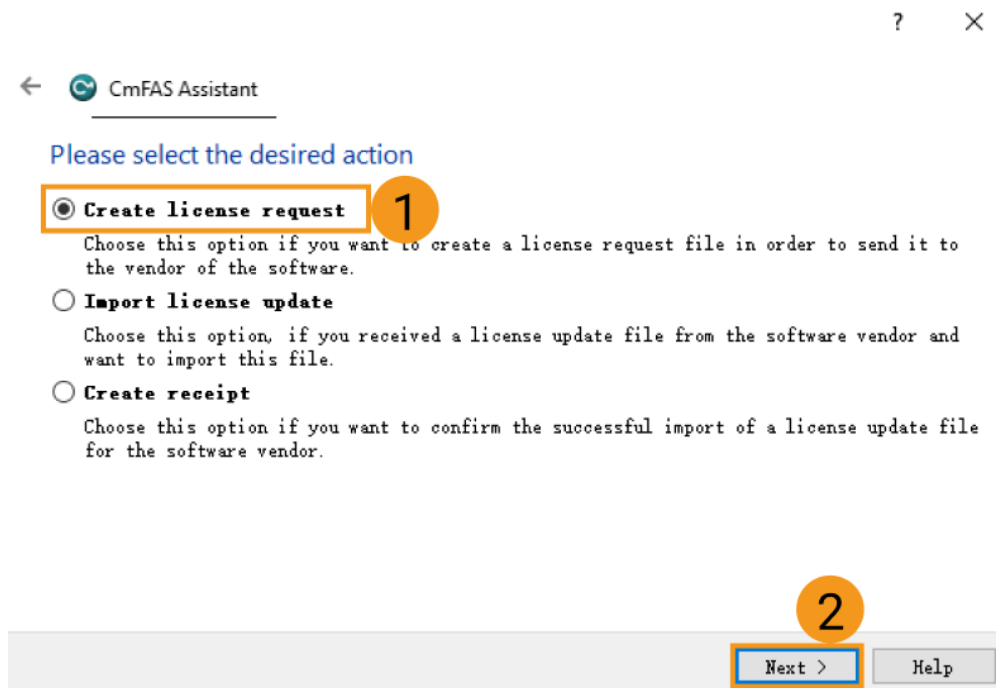 ?
CmFAS Assistant
Please select the desired action
Create license request 1
Choose this option if you want to create a license request file in order to send it to
the vendor of the software.
Import license update
Choose this option, if you received a license update file from the software vendor and
want to import this file.
Create receipt
Choose this option if you want to confirm the successful import of a license update file
for the software vendor.
2
Next > Help